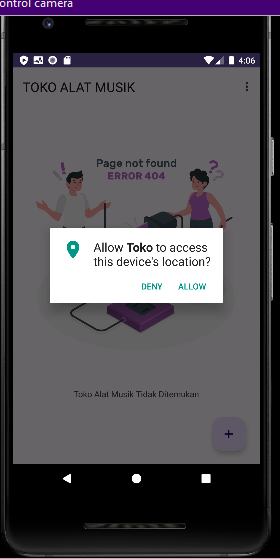 ontrol camera
4:06
TOKO ALAT MUSIK
Page not found
ERROR 404
Allow Toko to access
this device's location?
DENY ALLOW
Toko Alat Musik Tidak Ditemukan
+